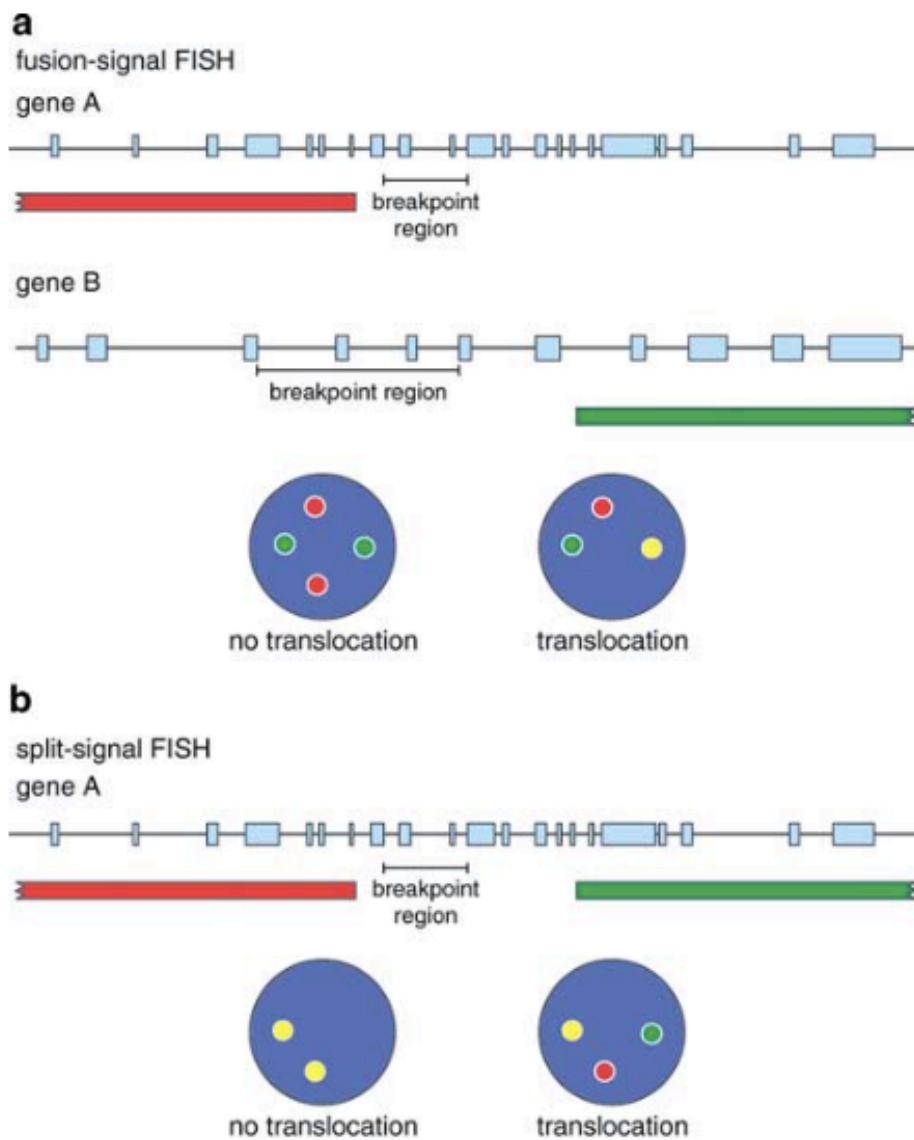 a
fusion-signal FISH
gene A
breakpoint
region
gene B
breakpoint region
no translocation
translocation
b
split-signal FISH
gene A
breakpoint
region
no translocation
translocation